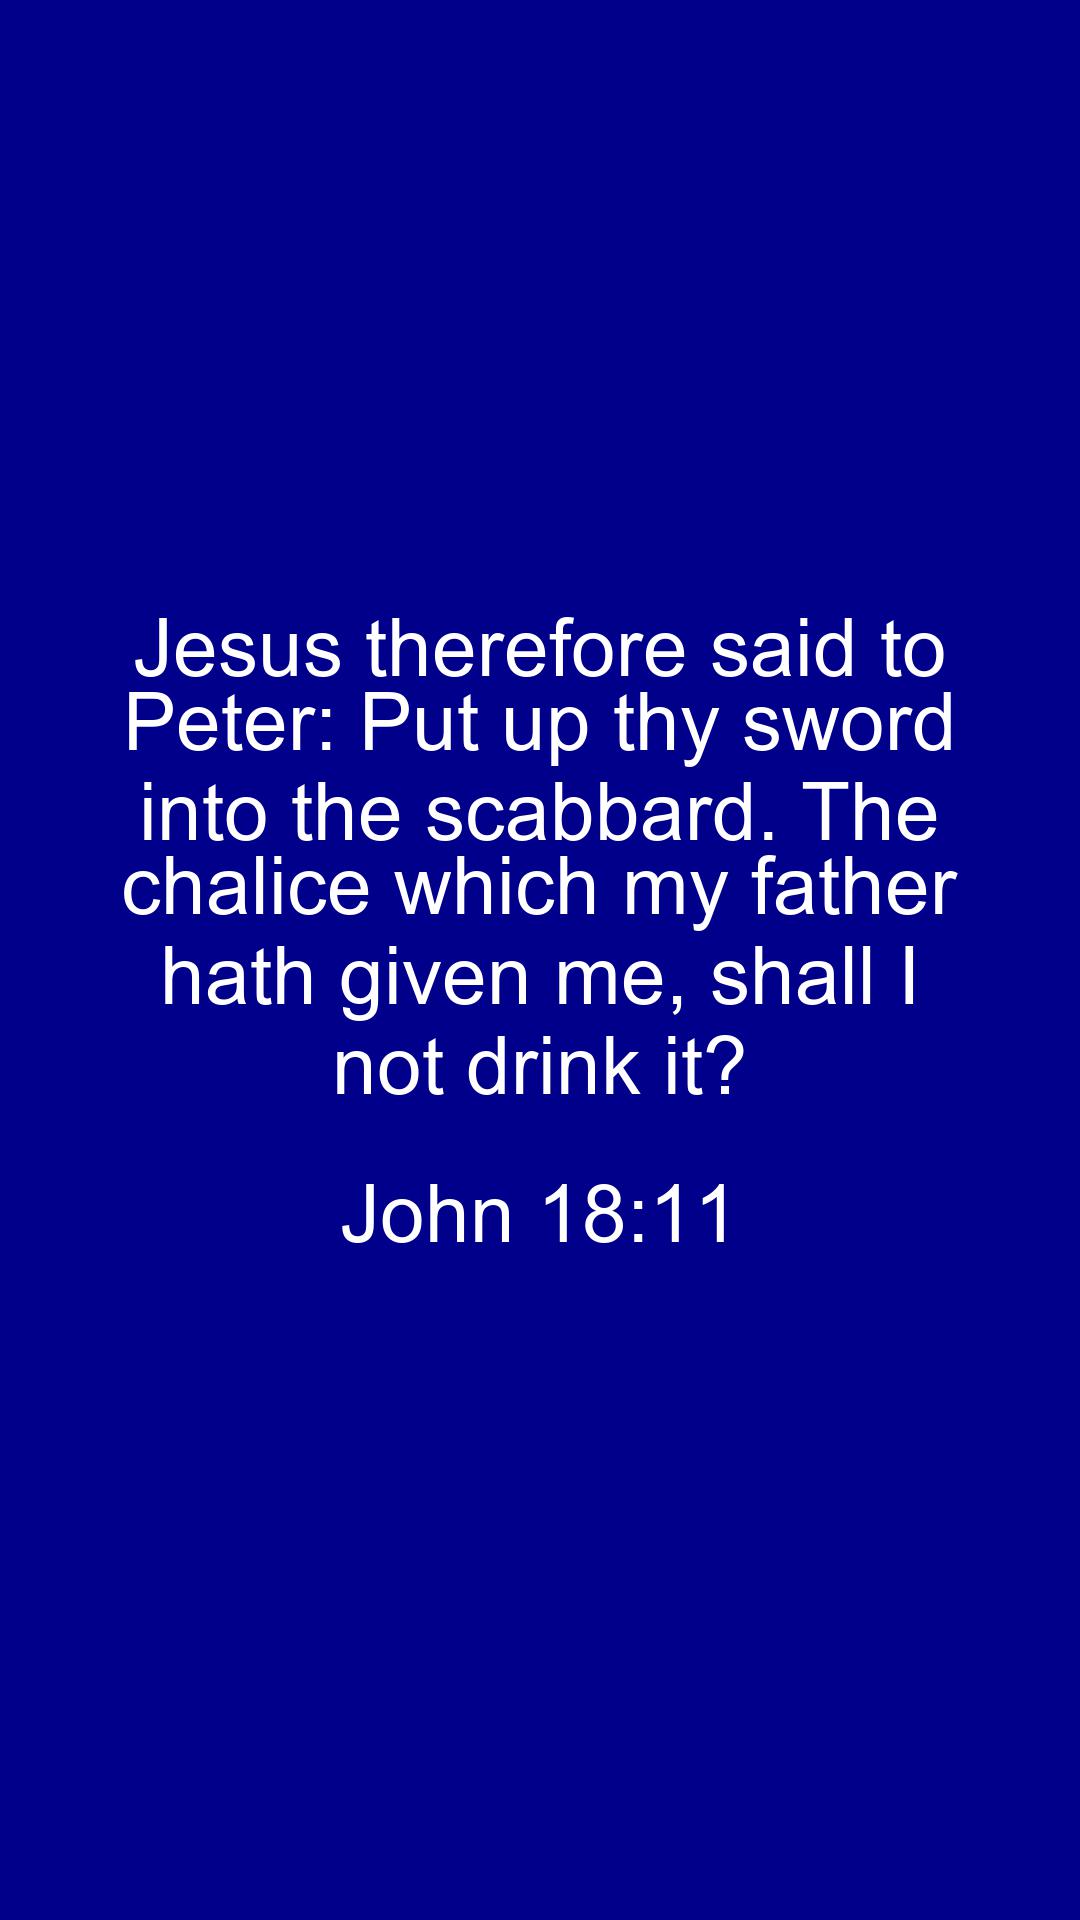 Jesus therefore said to
Peter: Put up thy sword
into the scabbard. The
chalice which my father
hath given me, shall I
not drink it?
John 18:11